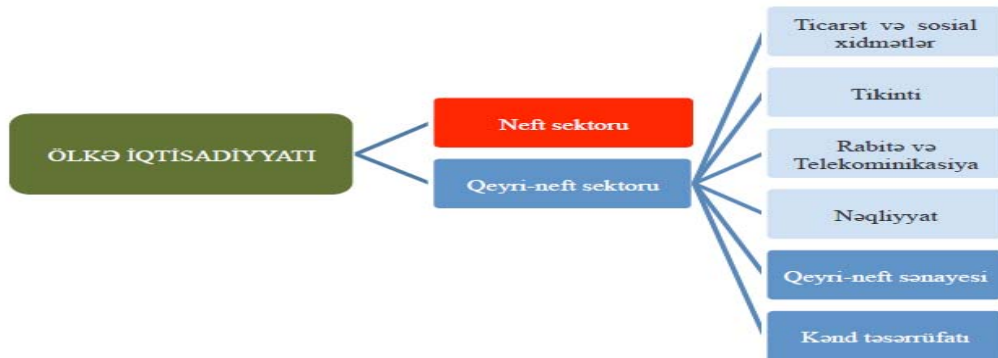 ÖLKƏ İQTİSADİYYATI
Neft sektoru
Qeyri-neft sektoru
Ticarət və sosial
xidmətlər
Tikinti
Rabitə və
Telekominikasiya
Nəqliyyat
Qeyri-neft sənayesi
Kənd təsərrüfatı